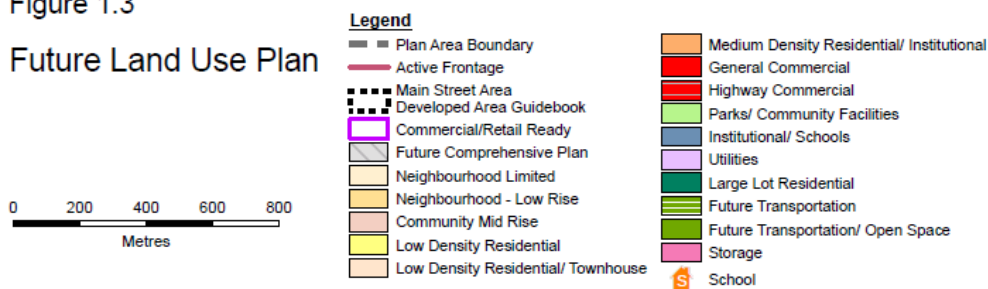 Figure 1.3
Future Land Use Plan
0 200 400 600 800
Metres
Legend
Plan Area Boundary
Active Frontage
Main Street Area
Developed Area Guidebook
Commercial/Retail Ready
Future Comprehensive Plan
Neighbourhood Limited
Neighbourhood - Low Rise
Community Mid Rise
Low Density Residential
Low Density Residential/ Townhouse
Medium Density Residential/ Institutional
General Commercial
Highway Commercial
Parks/ Community Facilities
Institutional/ Schools
Utilities
Large Lot Residential
Future Transportation
Future Transportation/ Open Space
Storage
S School